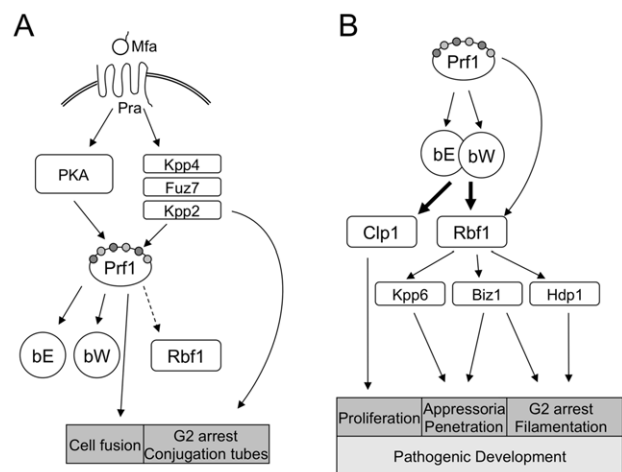 A
Mfa
Pra
PKA
Kpp4
Fuz7
Kpp2
Prf1
bE
bW
Rbf1
Cell fusion
G2 arrest
Conjugation tubes
B
Prf1
bE
bW
Clp1
Rbf1
Kpp6
Biz1
Hdp1
Proliferation
Appressoria
Penetration
G2 arrest
Filamentation
Pathogenic Development